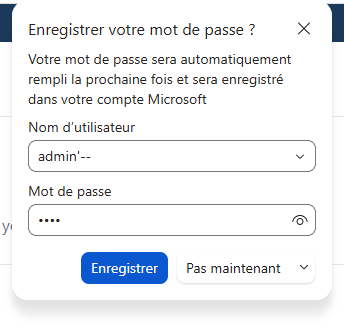 Enregistrer votre mot de passe ?
Votre mot de passe sera automatiquement
rempli la prochaine fois et sera enregistré
dans votre compte Microsoft
Nom d’utilisateur
admin'--
Mot de passe
••••
Enregistrer
Pas maintenant